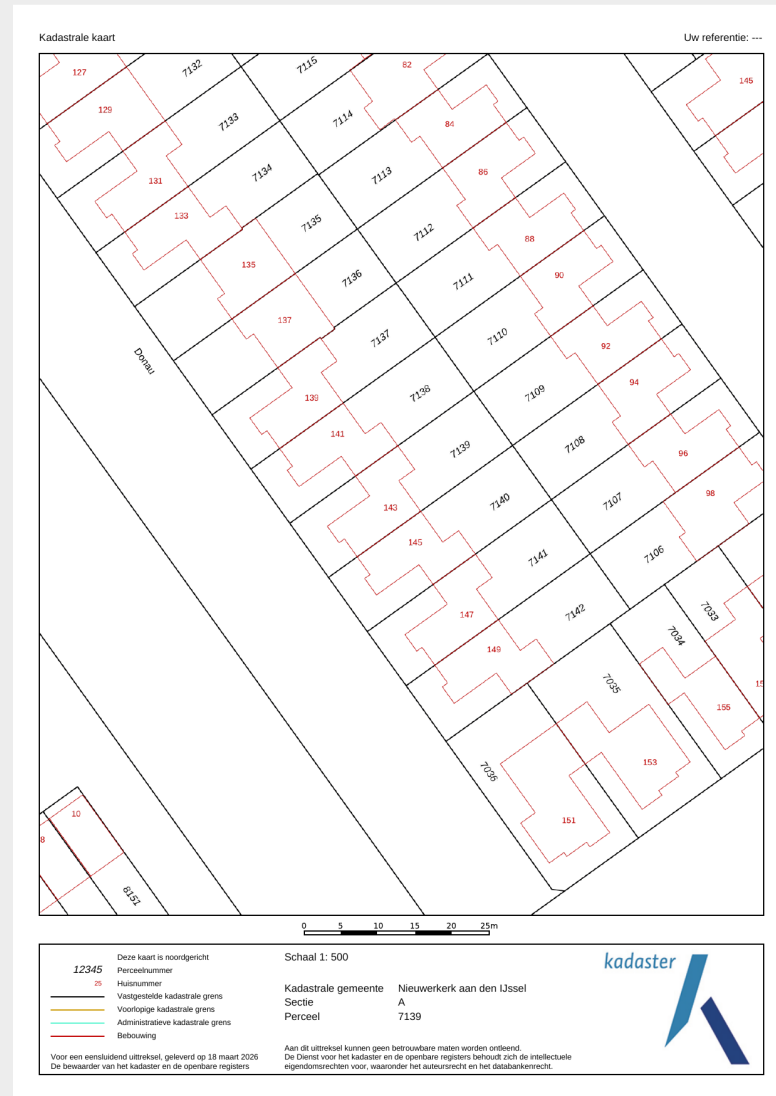 Kadastrale kaart
Uw referentie: ---
127
7132
7115
82
145
129
7133
7114
84
131
7134
7113
86
133
7135
7112
88
135
7136
7111
90
137
7137
7110
92
Donau
139
7138
7109
94
141
7139
7108
96
143
7140
7107
98
145
7141
7106
147
7142
7033
149
7034
7035
155
15
7036
153
151
10
8
8151
0 5 10 15 20 25m
Deze kaart is noordgericht
12345 Perceelnummer
25 Huisnummer
Vastgestelde kadastrale grens
Voorlopige kadastrale grens
Administratieve kadastrale grens
Bebouwing
Voor een eensluidend uittreksel, geleverd op 18 maart 2026
De bewaarder van het kadaster en de openbare registers
Schaal 1: 500
Kadastrale gemeente Nieuwerkerk aan den IJssel
Sectie A
Perceel 7139
Aan dit uittreksel kunnen geen betrouwbare maten worden ontleend.
De Dienst voor het kadaster en de openbare registers behoudt zich de intellectuele
eigendomsrechten voor, waaronder het auteursrecht en het databankenrecht.
kadaster